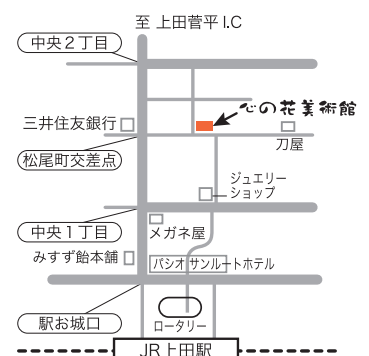 至 上田菅平 I.C
中央2丁目
心の花美術館
三井住友銀行
刀屋
松尾町交差点
ジュエリー
ショップ
中央1丁目
メガネ屋
みすず飴本舗
パシオ サンルートホテル
駅お城口
ロータリー
JR上田駅